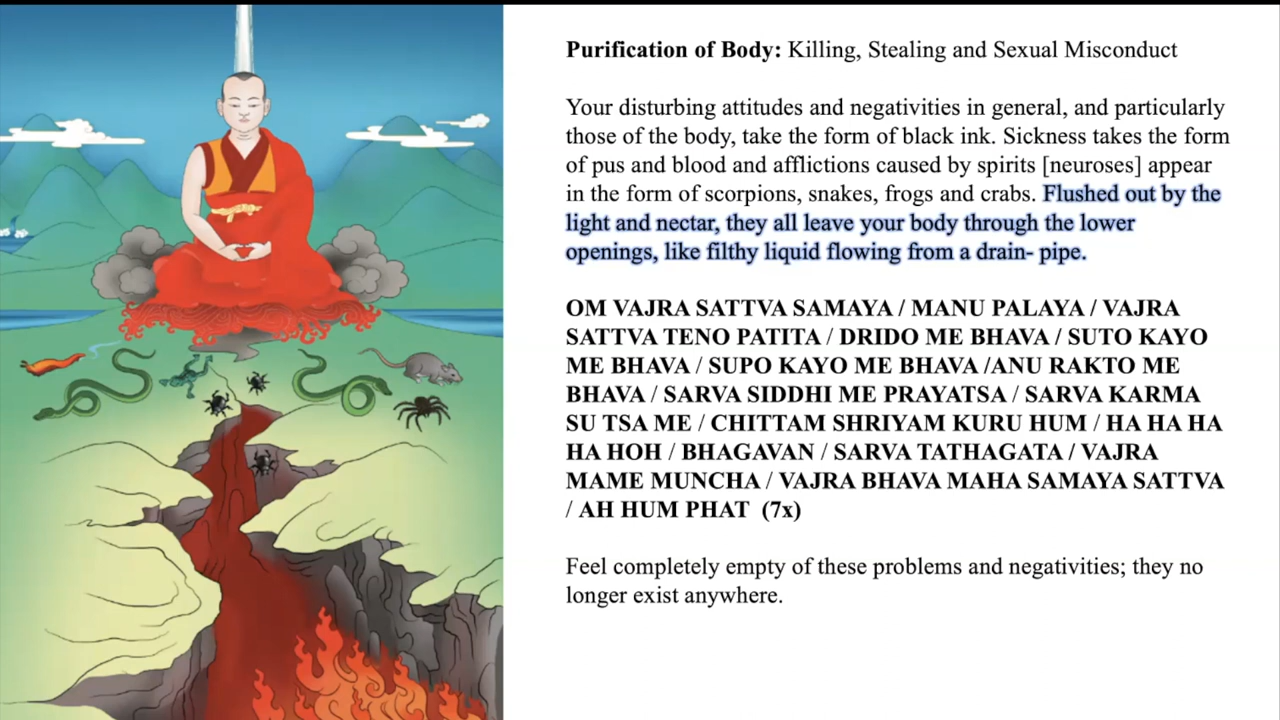 Purification of Body: Killing, Stealing and Sexual Misconduct
Your disturbing attitudes and negativities in general, and particularly
those of the body, take the form of black ink. Sickness takes the form
of pus and blood and afflictions caused by spirits [neuroses] appear
in the form of scorpions, snakes, frogs and crabs. Flushed out by the
light and nectar, they all leave your body through the lower
openings, like filthy liquid flowing from a drain- pipe.
OM VAJRA SATTVA SAMAYA / MANU PALAYA / VAJRA
SATTVA TENO PATITA / DRIDO ME BHAVA / SUTO KAYO
ME BHAVA / SUPO KAYO ME BHAVA /ANU RAKTO ME
BHAVA / SARVA SIDDHI ME PRAYATSA / SARVA KARMA
SU TSA ME / CHITTAM SHRIYAM KURU HUM / HA HA HA
HA HOH / BHAGAVAN / SARVA TATHAGATA / VAJRA
MAME MUNCHA / VAJRA BHAVA MAHA SAMAYA SATTVA
/ AH HUM PHAT (7x)
Feel completely empty of these problems and negativities; they no
longer exist anywhere.